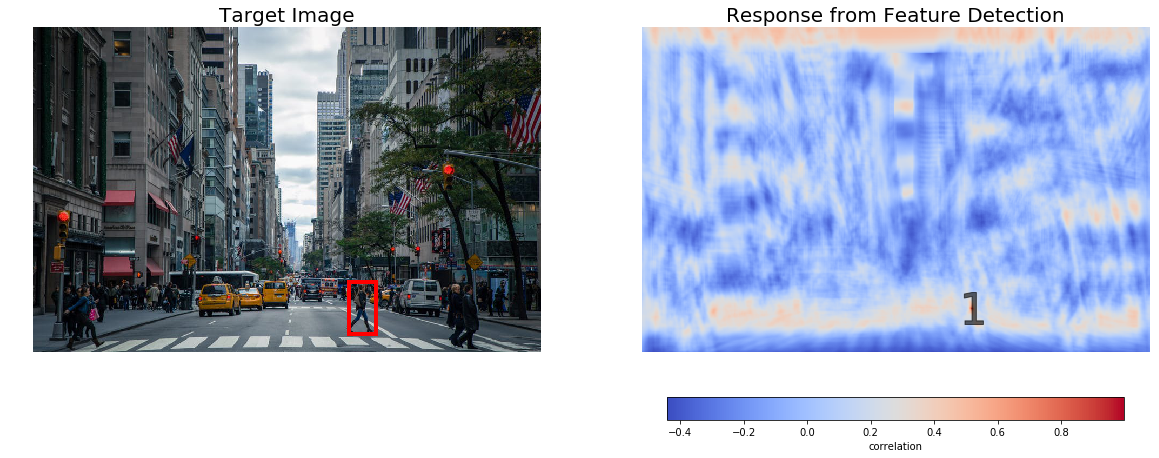 Target Image
Response from Feature Detection
1
−0.4 −0.2 0.0 0.2 0.4 0.6 0.8
correlation